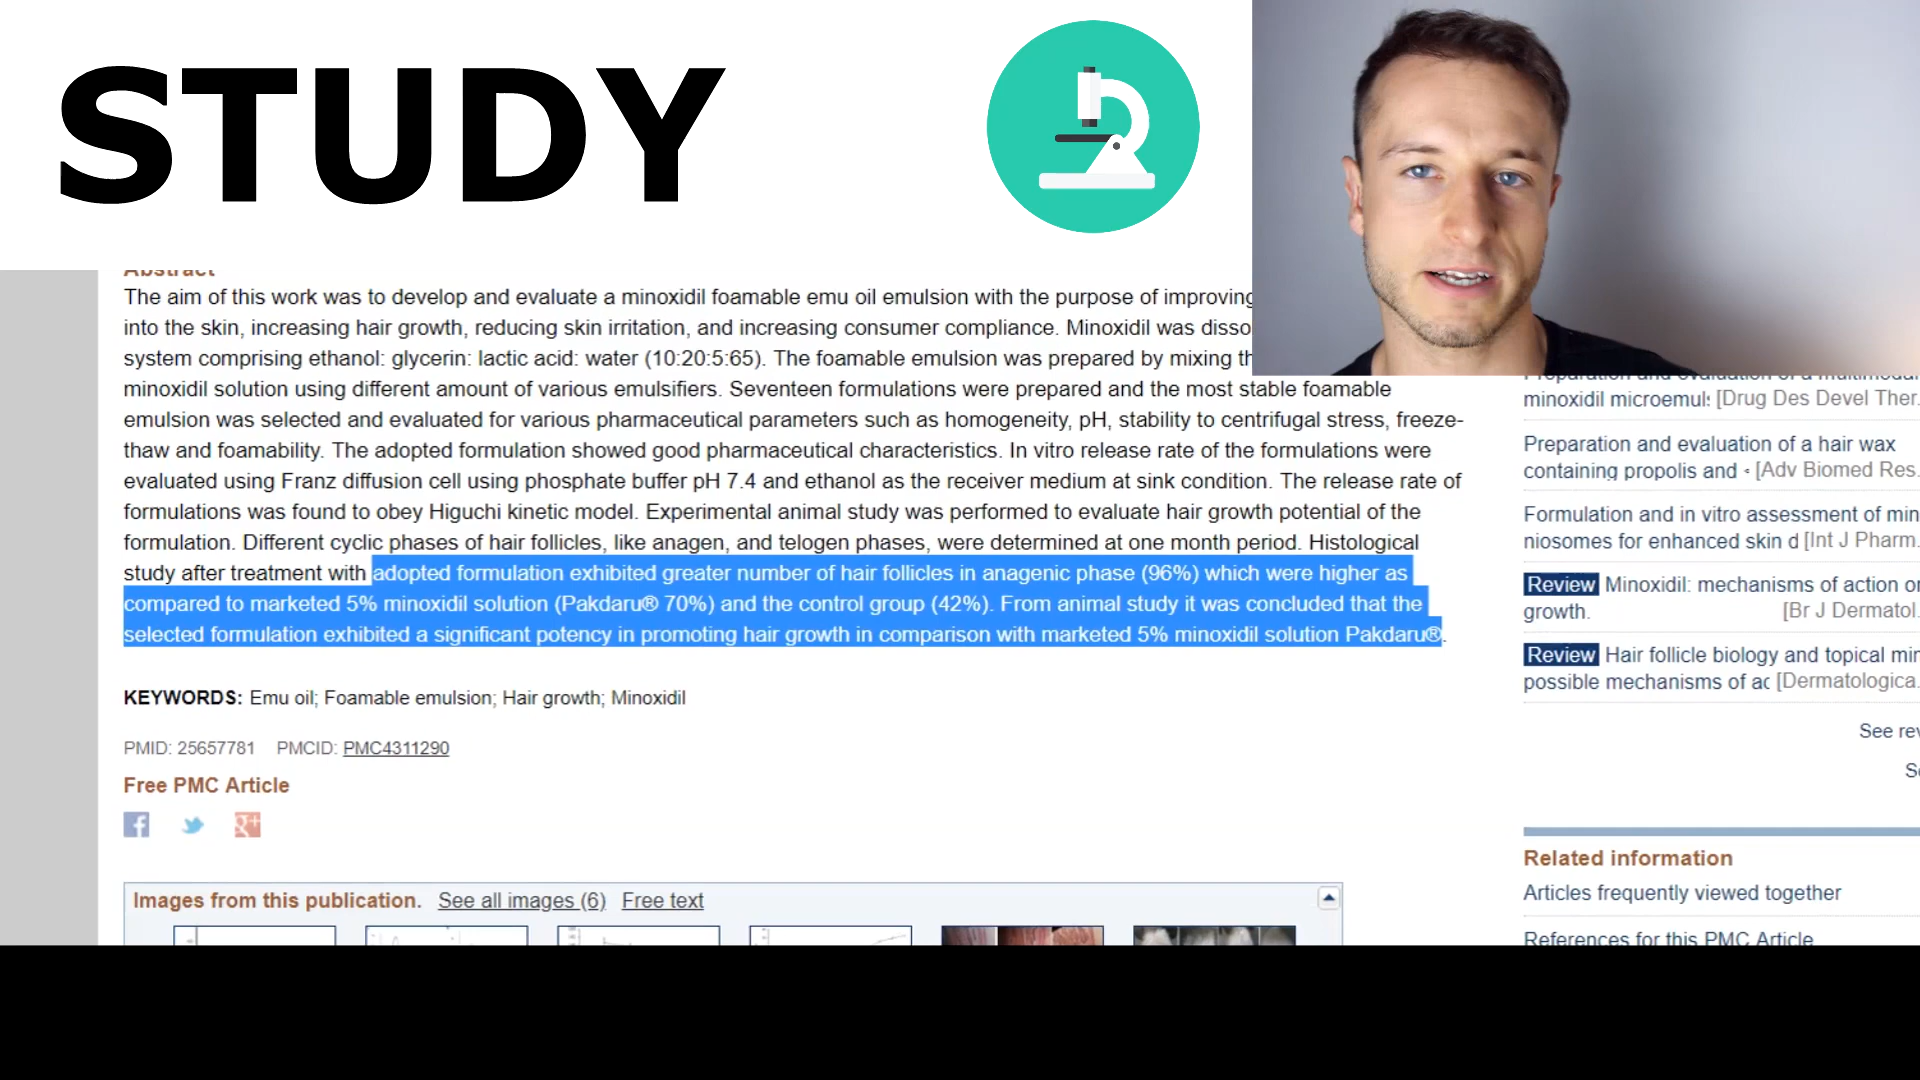 STUDY
Abstract
The aim of this work was to develop and evaluate a minoxidil foamable emu oil emulsion with the purpose of improving
into the skin, increasing hair growth, reducing skin irritation, and increasing consumer compliance. Minoxidil was disso
system comprising ethanol: glycerin: lactic acid: water (10:20:5:65). The foamable emulsion was prepared by mixing th
minoxidil solution using different amount of various emulsifiers. Seventeen formulations were prepared and the most stable foamable
emulsion was selected and evaluated for various pharmaceutical parameters such as homogeneity, pH, stability to centrifugal stress, freeze-
thaw and foamability. The adopted formulation showed good pharmaceutical characteristics. In vitro release rate of the formulations were
evaluated using Franz diffusion cell using phosphate buffer pH 7.4 and ethanol as the receiver medium at sink condition. The release rate of
formulations was found to obey Higuchi kinetic model. Experimental animal study was performed to evaluate hair growth potential of the
formulation. Different cyclic phases of hair follicles, like anagen, and telogen phases, were determined at one month period. Histological
study after treatment with adopted formulation exhibited greater number of hair follicles in anagenic phase (96%) which were higher as
compared to marketed 5% minoxidil solution (Pakdaru® 70%) and the control group (42%). From animal study it was concluded that the
selected formulation exhibited a significant potency in promoting hair growth in comparison with marketed 5% minoxidil solution Pakdaru®.
KEYWORDS: Emu oil; Foamable emulsion; Hair growth; Minoxidil
PMID: 25657781 PMCID: PMC4311290
Free PMC Article
f
g+
Images from this publication. See all images (6) Free text
Preparation and evaluation of a multimodal
minoxidil microemul: [Drug Des Devel Ther.
Preparation and evaluation of a hair wax
containing propolis and [Adv Biomed Res.
Formulation and in vitro assessment of min
niosomes for enhanced skin d [Int J Pharm.
Review Minoxidil: mechanisms of action or
growth. [Br J Dermatol.
Review Hair follicle biology and topical min
possible mechanisms of ac [Dermatologica.
See rev
Related information
Articles frequently viewed together
References for this PMC Article